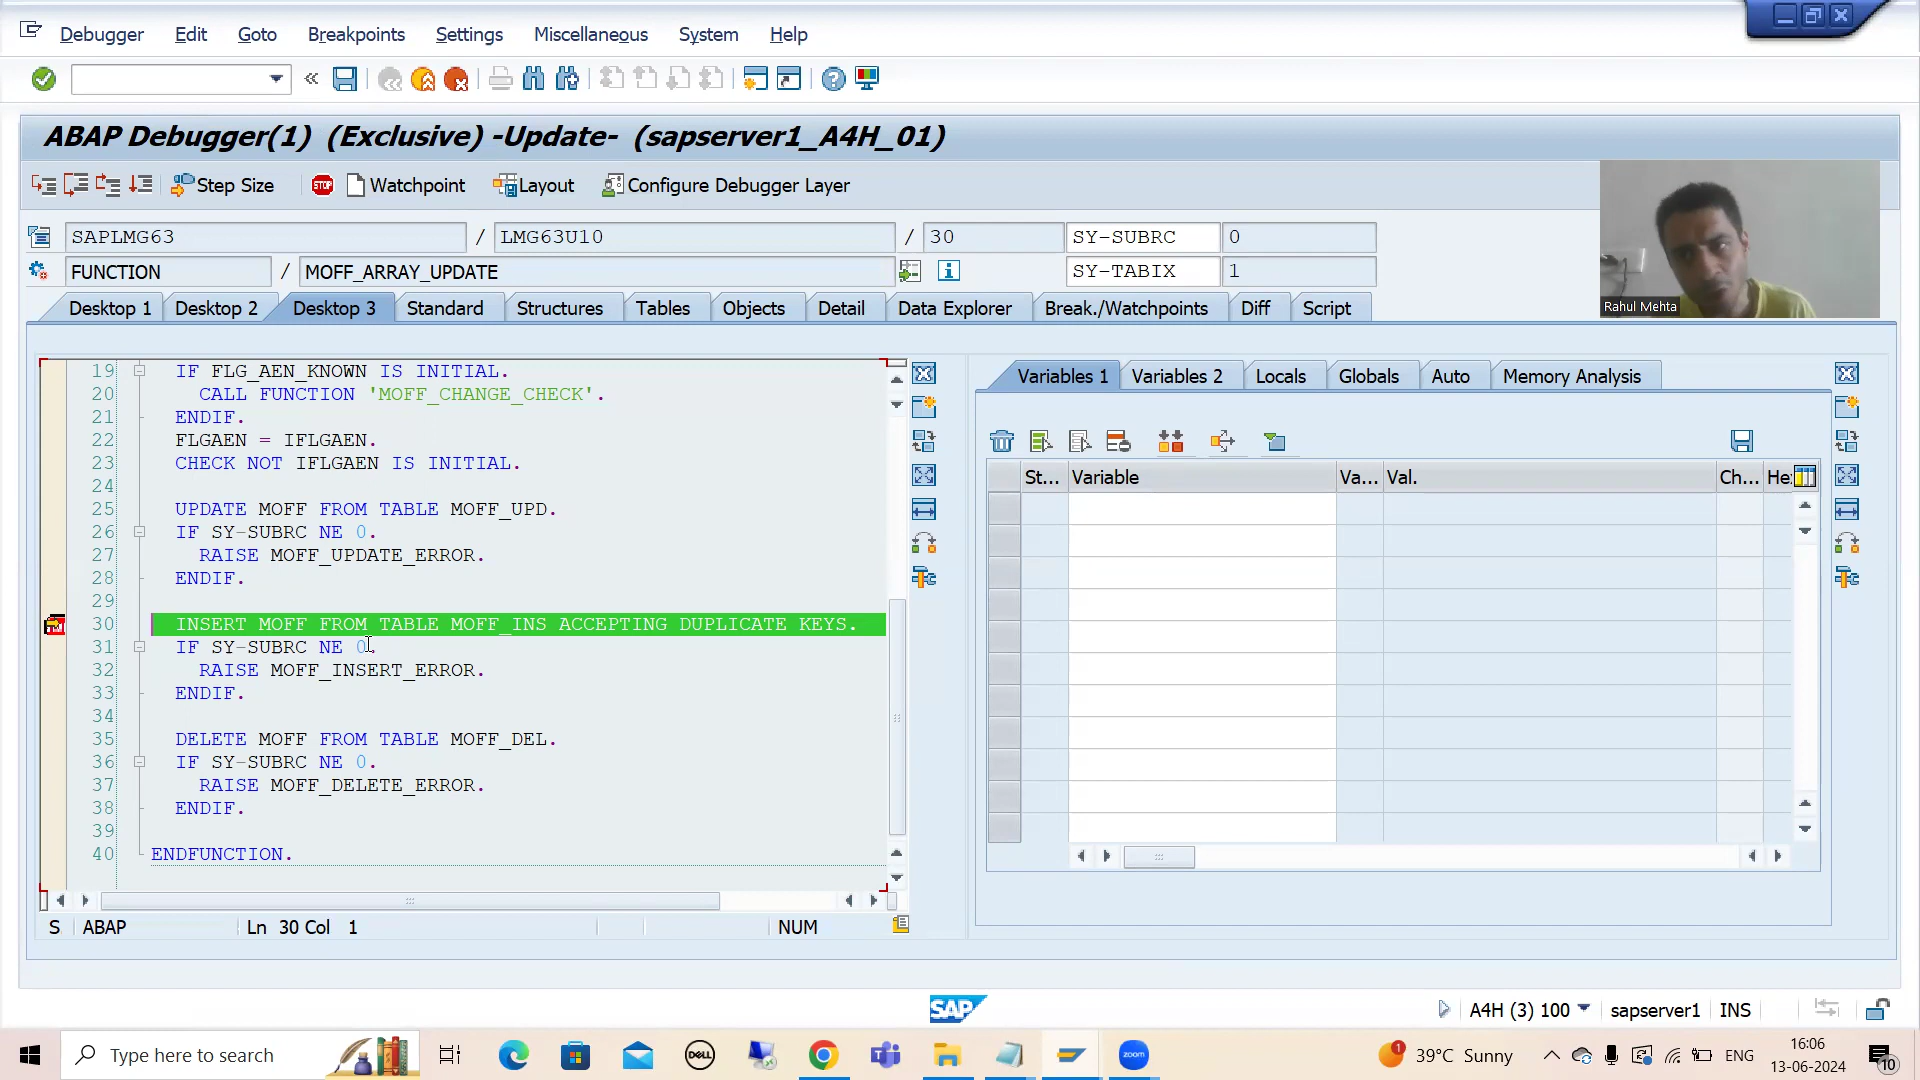 Debugger Edit Goto Breakpoints Settings Miscellaneous System Help
ABAP Debugger(1) (Exclusive) -Update- (sapserver1_A4H_01)
Step Size STOP Watchpoint Layout Configure Debugger Layer
SAPLMG63 / LMG63U10 / 30 SY-SUBRC 0
FUNCTION / MOFF_ARRAY_UPDATE SY-TABIX 1
Rahul Mehta
Desktop 1 Desktop 2 Desktop 3 Standard Structures Tables Objects Detail Data Explorer Break./Watchpoints Diff Script
Variables 1 Variables 2 Locals Globals Auto Memory Analysis
St... Variable Va... Val. Ch... He
19 IF FLG_AEN_KNOWN IS INITIAL.
20 CALL FUNCTION 'MOFF_CHANGE_CHECK'.
21 ENDIF.
22 FLGAEN = IFLGAEN.
23 CHECK NOT IFLGAEN IS INITIAL.
24
25 UPDATE MOFF FROM TABLE MOFF_UPD.
26 IF SY-SUBRC NE 0.
27 RAISE MOFF_UPDATE_ERROR.
28 ENDIF.
29
30 INSERT MOFF FROM TABLE MOFF_INS ACCEPTING DUPLICATE KEYS.
31 IF SY-SUBRC NE 0.
32 RAISE MOFF_INSERT_ERROR.
33 ENDIF.
34
35 DELETE MOFF FROM TABLE MOFF_DEL.
36 IF SY-SUBRC NE 0.
37 RAISE MOFF_DELETE_ERROR.
38 ENDIF.
39
40 ENDFUNCTION.
S ABAP Ln 30 Col 1 NUM
SAP A4H (3) 100 sapserver1 INS
Type here to search DELL zoom 1 39°C Sunny ENG 16:06
13-06-2024 10